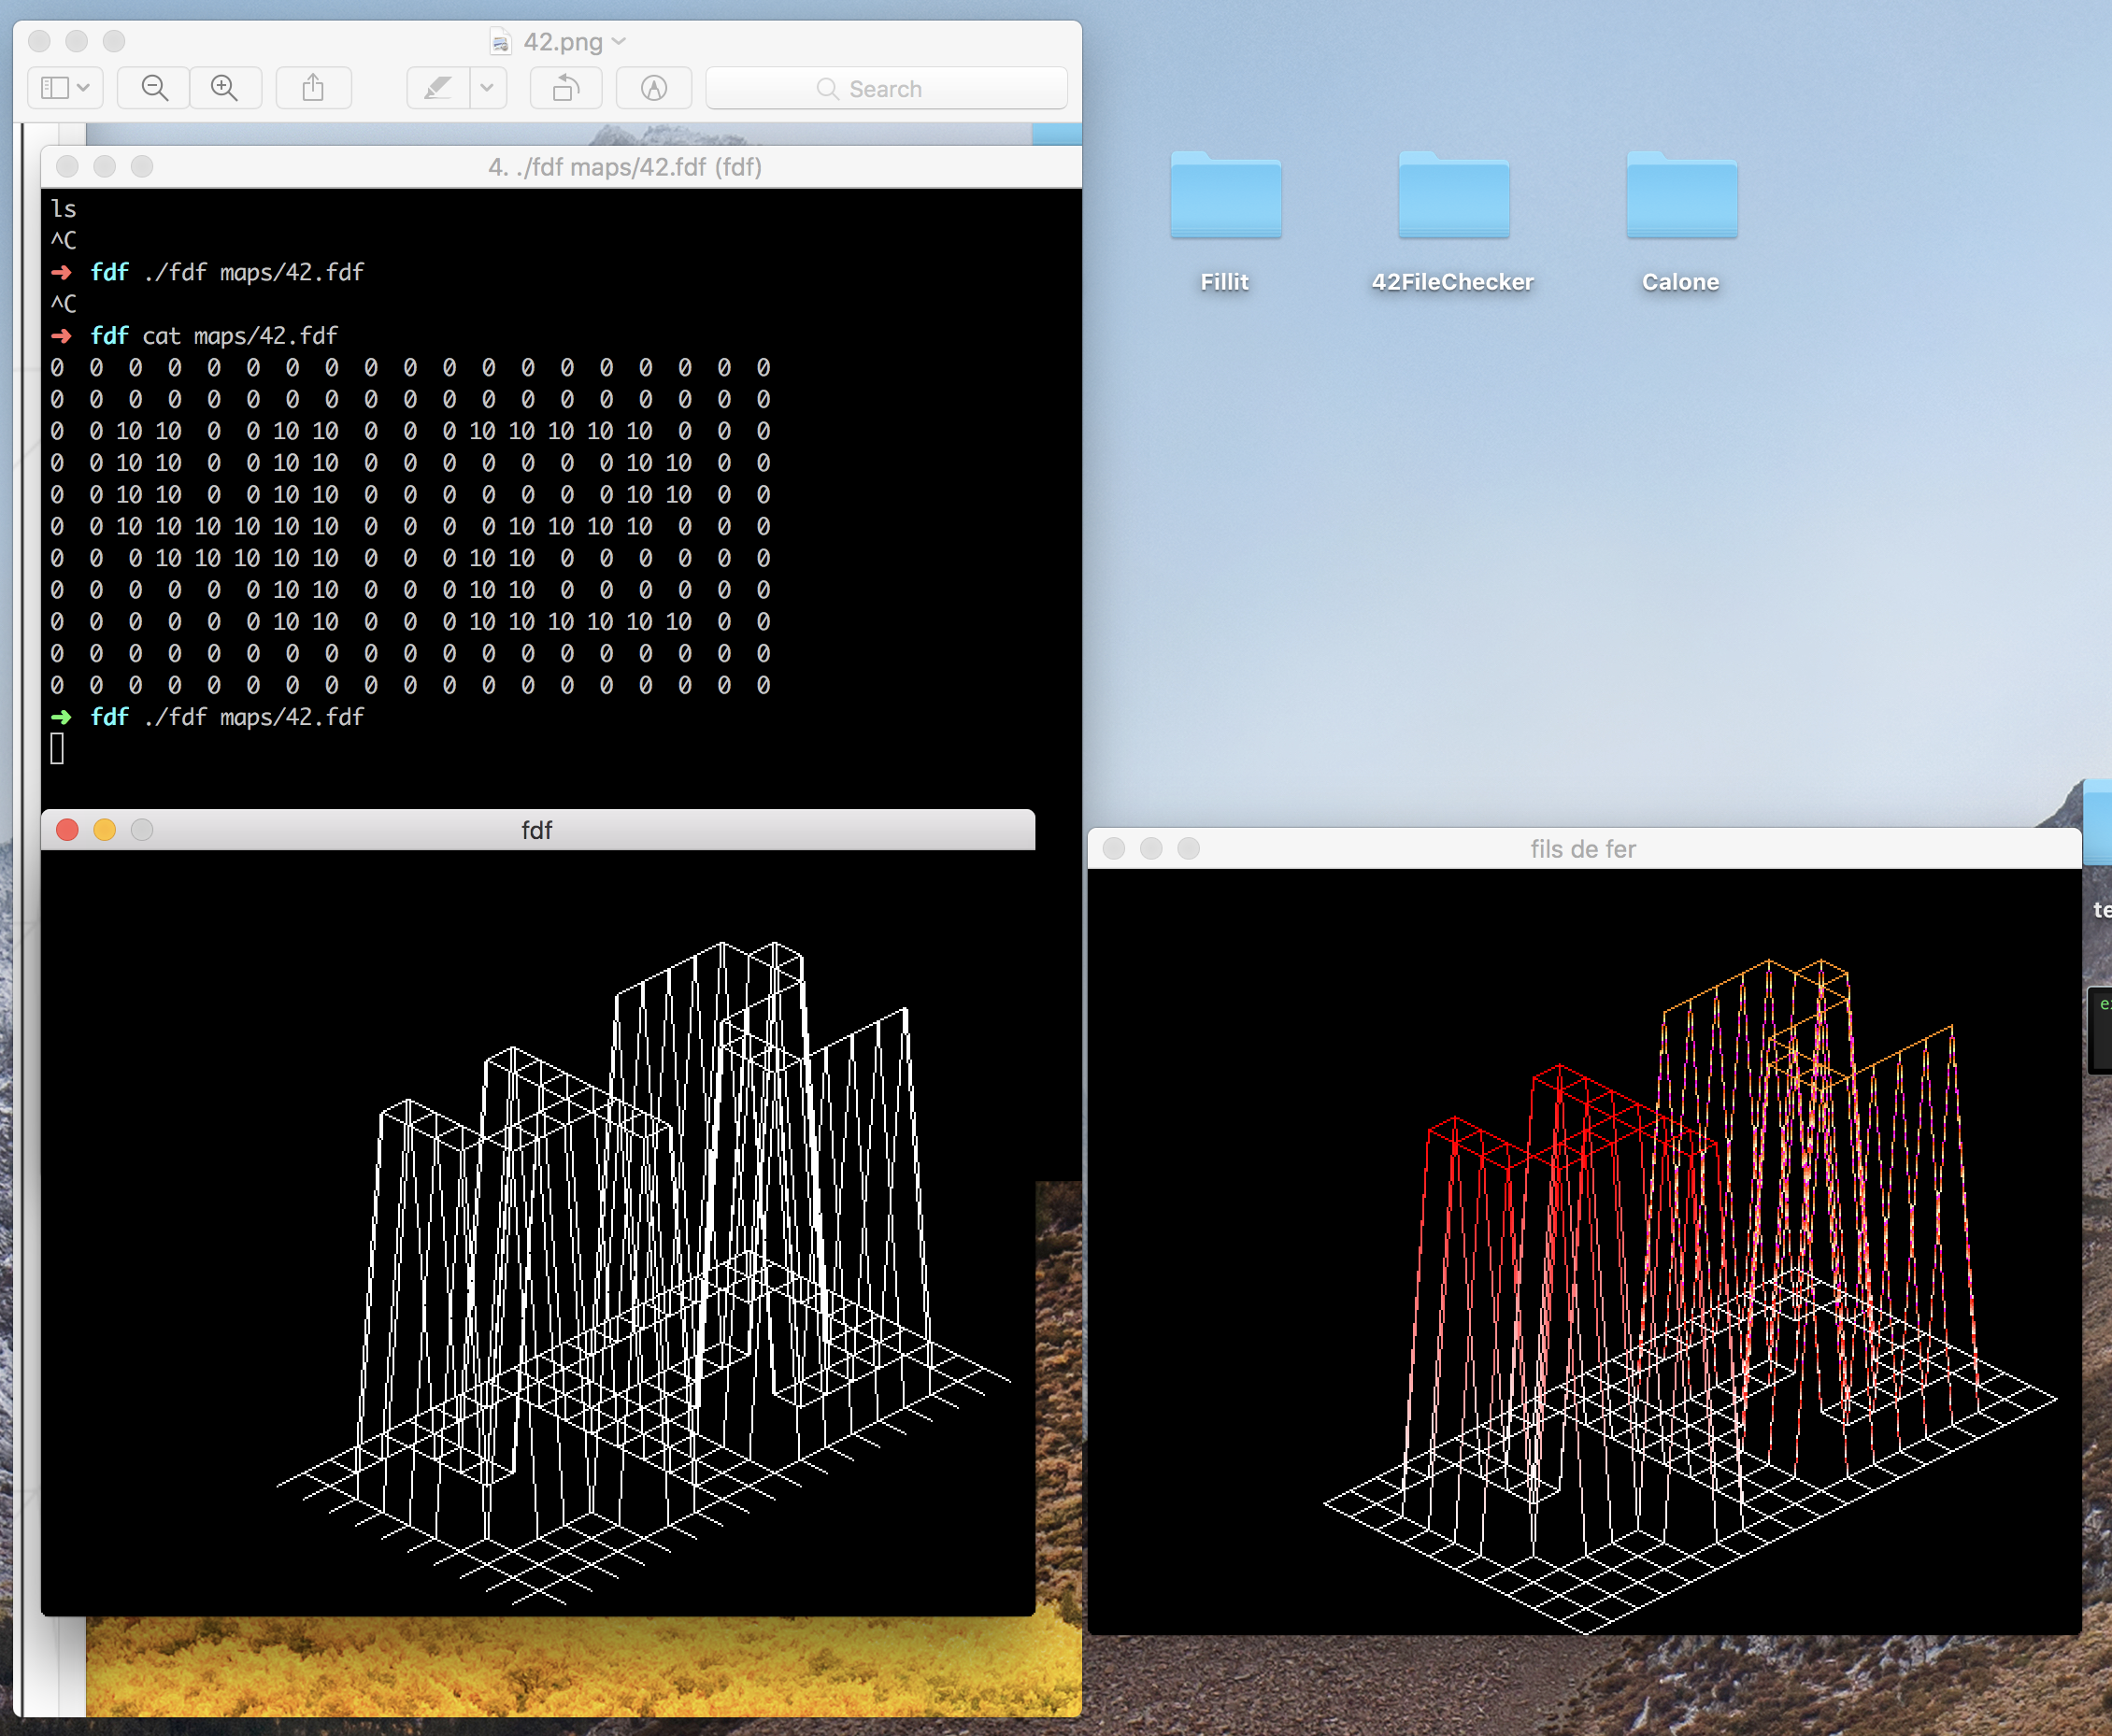 42.png
Search
4. ./fdf maps/42.fdf (fdf)
ls
^C
➜ fdf ./fdf maps/42.fdf
^C
➜ fdf cat maps/42.fdf
0 0 0 0 0 0 0 0 0 0 0 0 0 0 0 0 0 0 0
0 0 0 0 0 0 0 0 0 0 0 0 0 0 0 0 0 0 0
0 0 10 10 0 0 10 10 0 0 0 10 10 10 10 10 0 0 0
0 0 10 10 0 0 10 10 0 0 0 0 0 0 0 10 10 0 0
0 0 10 10 0 0 10 10 0 0 0 0 0 0 0 10 10 0 0
0 0 10 10 10 10 10 10 0 0 0 0 10 10 10 10 0 0 0
0 0 0 10 10 10 10 10 0 0 0 10 10 0 0 0 0 0 0
0 0 0 0 0 0 10 10 0 0 0 10 10 0 0 0 0 0 0
0 0 0 0 0 0 10 10 0 0 0 10 10 10 10 10 10 0 0
0 0 0 0 0 0 0 0 0 0 0 0 0 0 0 0 0 0 0
0 0 0 0 0 0 0 0 0 0 0 0 0 0 0 0 0 0 0
➜ fdf ./fdf maps/42.fdf
fdf
Fillit
42FileChecker
Calone
fils de fer